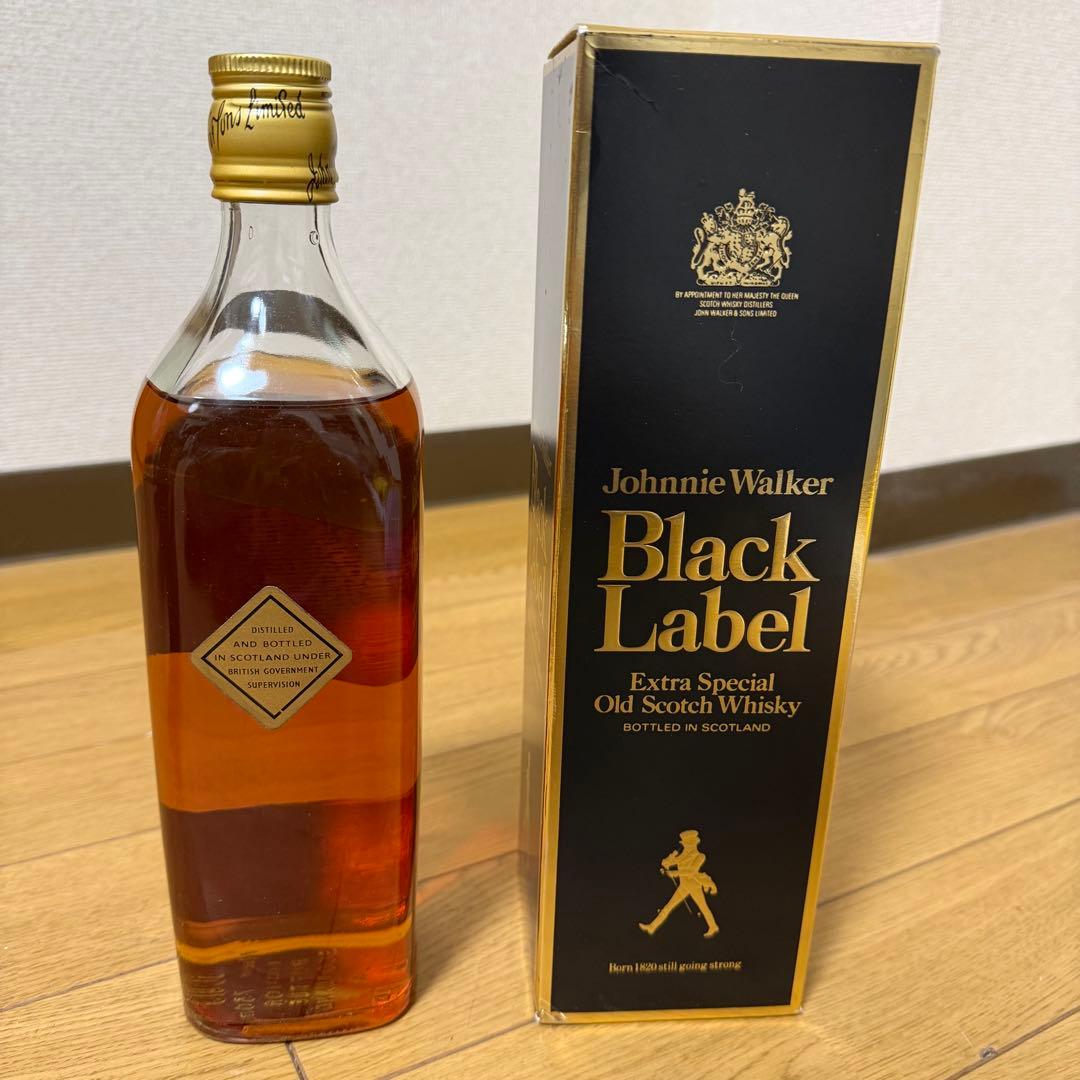 Sons Limited
John
DISTILLED
AND BOTTLED
IN SCOTLAND UNDER
BRITISH GOVERNMENT
SUPERVISION
BY APPOINTMENT TO HER MAJESTY THE QUEEN
SCOTCH WHISKY DISTILLERS
JOHN WALKER & SONS LIMITED
Johnnie Walker
Black
Label
Extra Special
Old Scotch Whisky
BOTTLED IN SCOTLAND
Born 1820 still going strong